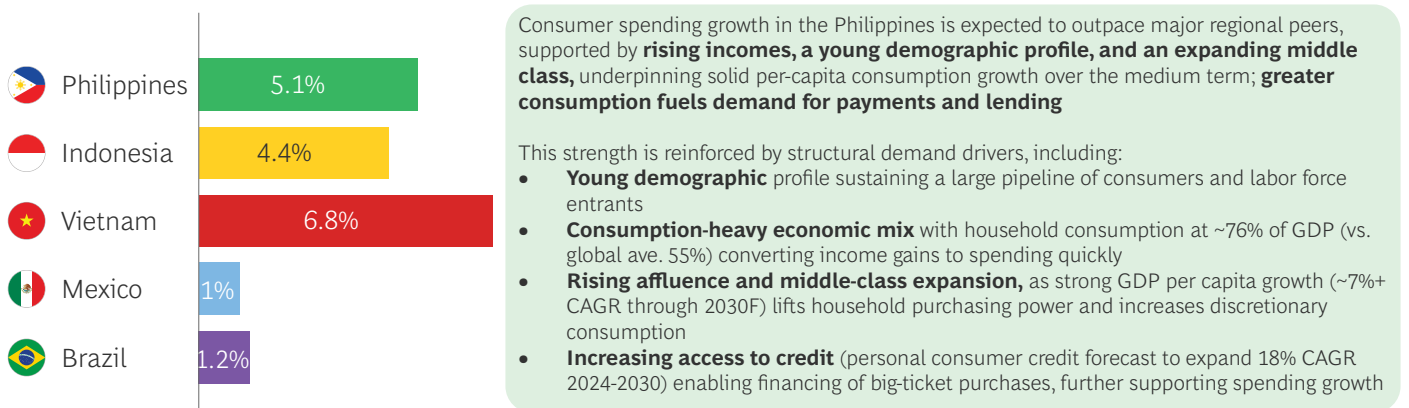 Philippines
5.1%
Indonesia
4.4%
Vietnam
6.8%
Mexico
1%
Brazil
1.2%
Consumer spending growth in the Philippines is expected to outpace major regional peers,
supported by rising incomes, a young demographic profile, and an expanding middle
class, underpinning solid per-capita consumption growth over the medium term; greater
consumption fuels demand for payments and lending
This strength is reinforced by structural demand drivers, including:
• Young demographic profile sustaining a large pipeline of consumers and labor force
entrants
• Consumption-heavy economic mix with household consumption at ~76% of GDP (vs.
global ave. 55%) converting income gains to spending quickly
• Rising affluence and middle-class expansion, as strong GDP per capita growth (~7%+
CAGR through 2030F) lifts household purchasing power and increases discretionary
consumption
• Increasing access to credit (personal consumer credit forecast to expand 18% CAGR
2024-2030) enabling financing of big-ticket purchases, further supporting spending growth